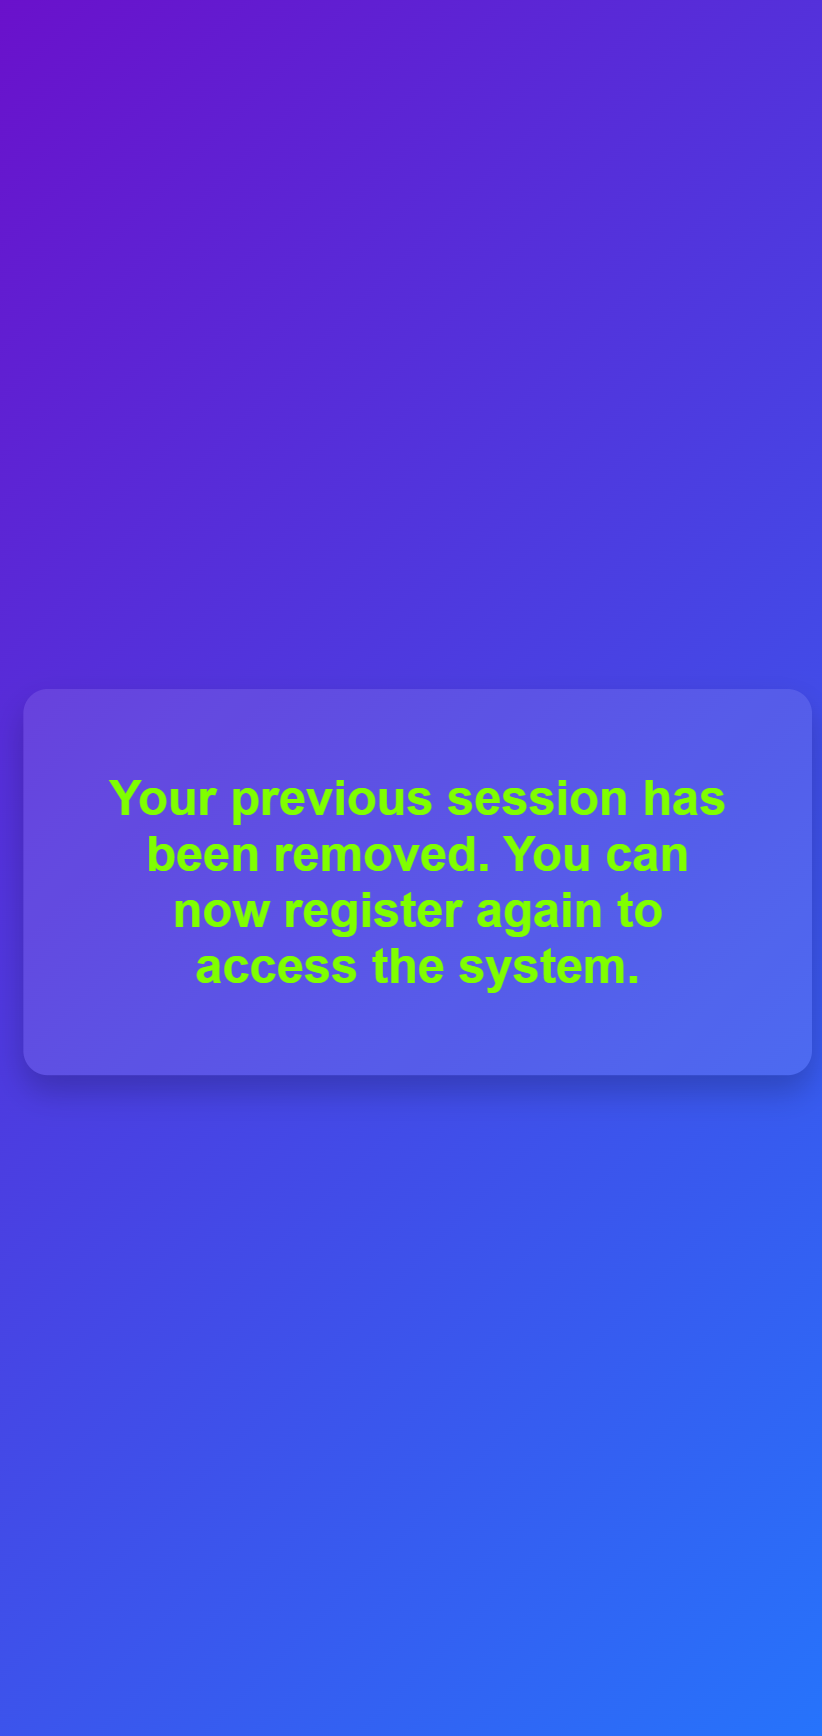 Your previous session has
been removed. You can
now register again to
access the system.